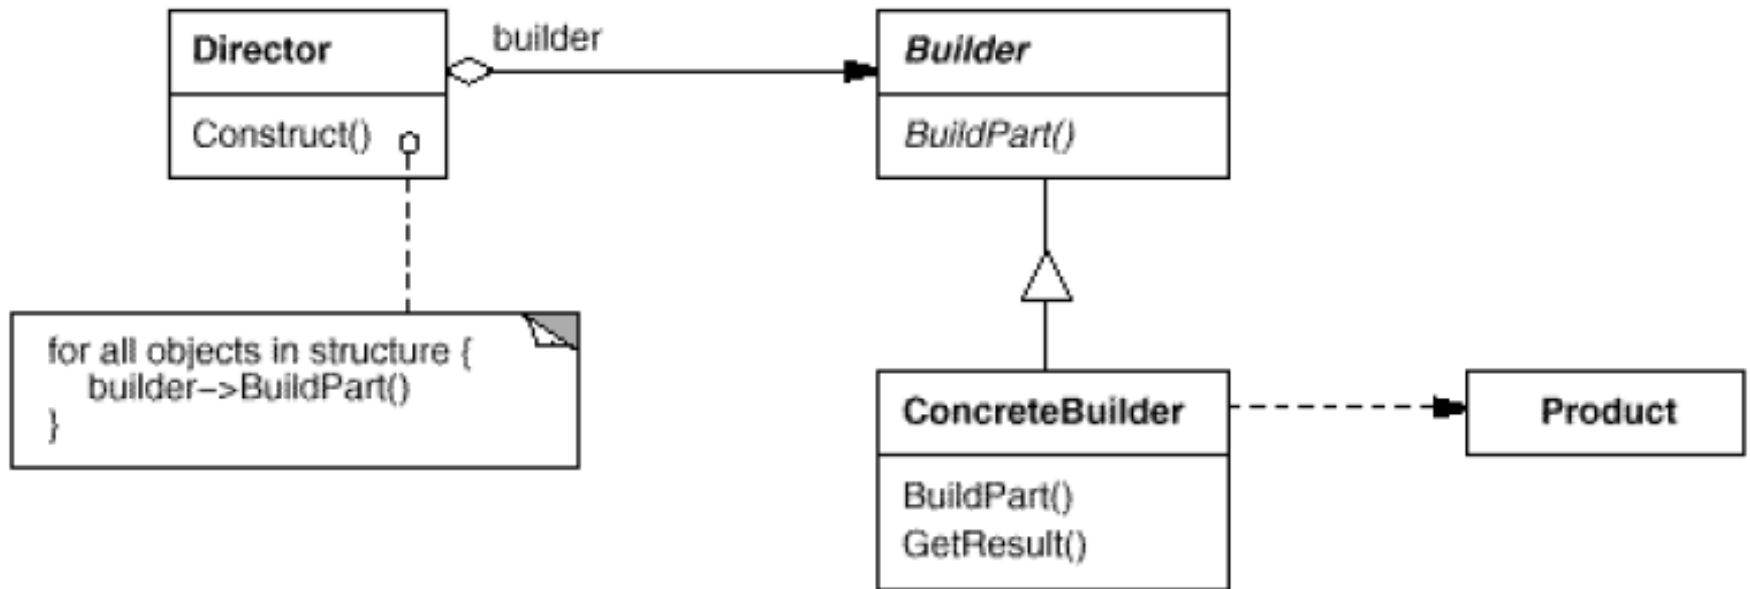 Director
builder
Builder
Construct()
BuildPart()
for all objects in structure {
builder–>BuildPart()
}
ConcreteBuilder
Product
BuildPart()
GetResult()